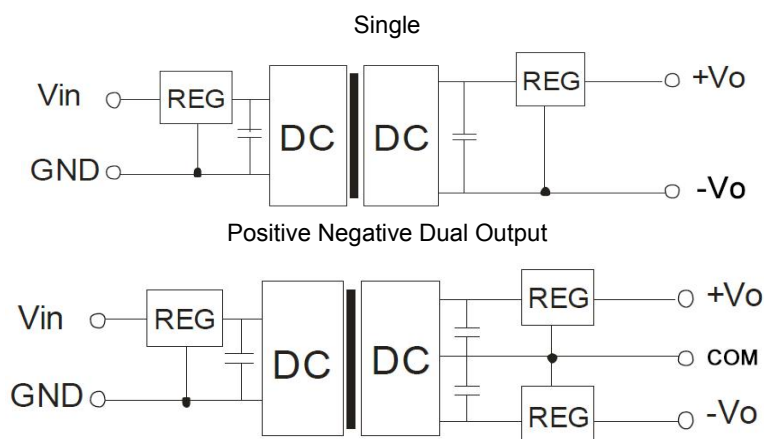 Single
Vin
REG
DC
DC
REG
+Vo
GND
-Vo
Positive Negative Dual Output
Vin
REG
DC
DC
REG
+Vo
COM
GND
REG
-Vo